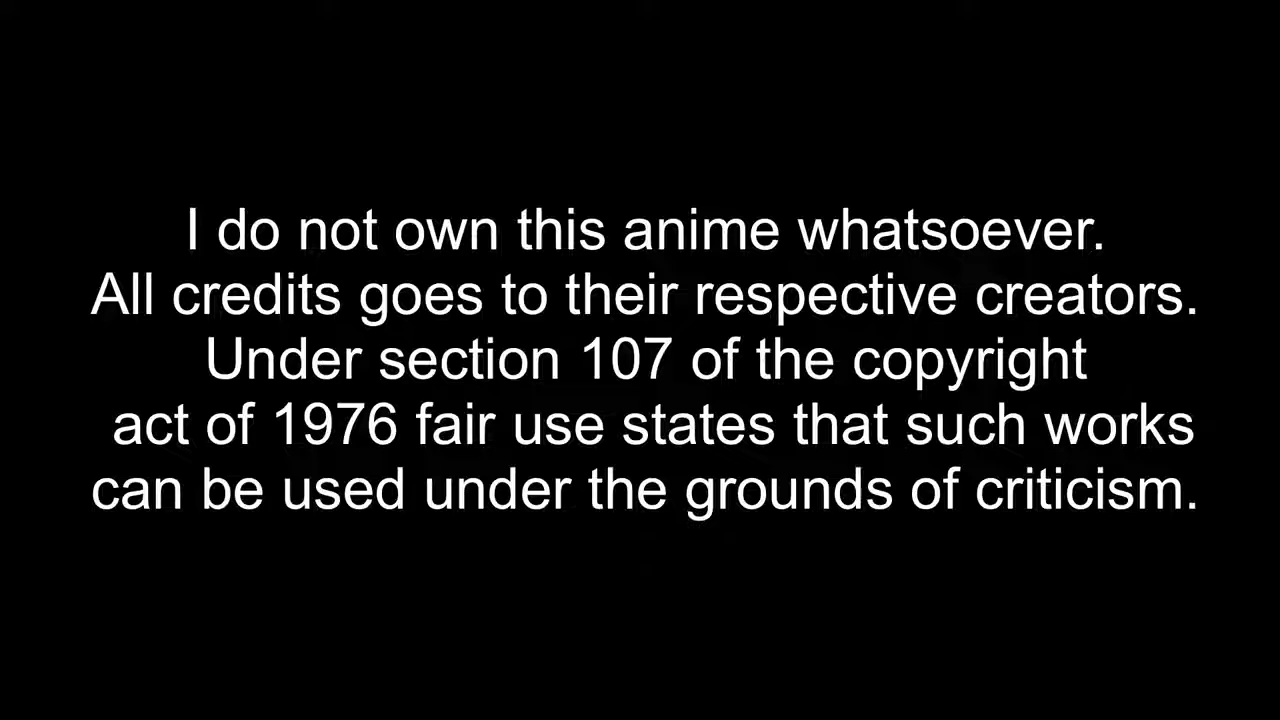 I do not own this anime whatsoever.
All credits goes to their respective creators.
Under section 107 of the copyright
act of 1976 fair use states that such works
can be used under the grounds of criticism.